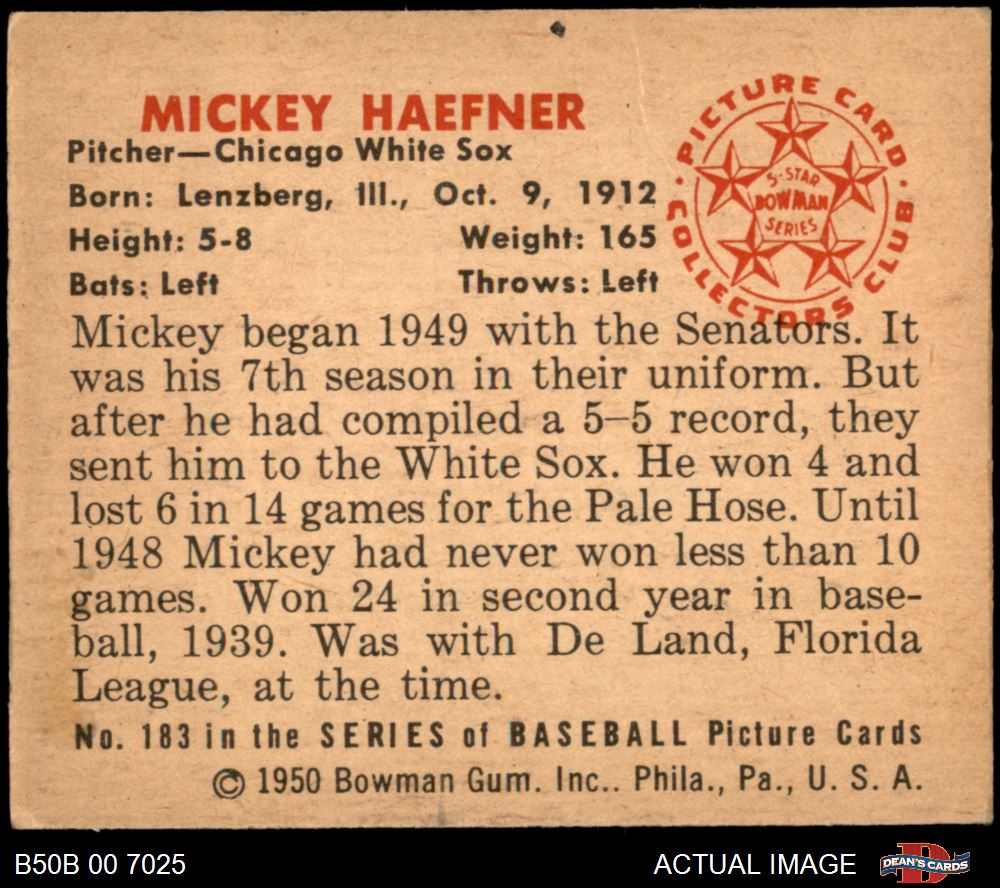 MICKEY HAEFNER
Pitcher—Chicago White Sox
Born: Lenzberg, Ill., Oct. 9, 1912
Height: 5-8 Weight: 165
Bats: Left Throws: Left
PICTURE CARD
COLLECTORS CLUB
5-STAR
BOWMAN
SERIES
Mickey began 1949 with the Senators. It
was his 7th season in their uniform. But
after he had compiled a 5–5 record, they
sent him to the White Sox. He won 4 and
lost 6 in 14 games for the Pale Hose. Until
1948 Mickey had never won less than 10
games. Won 24 in second year in base-
ball, 1939. Was with De Land, Florida
League, at the time.
No. 183 in the SERIES of BASEBALL Picture Cards
© 1950 Bowman Gum. Inc.. Phila., Pa., U. S. A.
B50B 00 7025 ACTUAL IMAGE DEAN'S CARDS